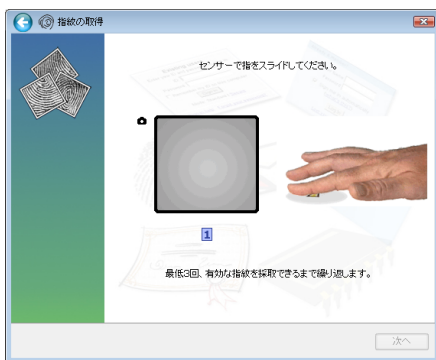 指紋の取得
センサーで指をスライドしてください。
1
最低3回、有効な指紋を採取できるまで繰り返します。
次へ